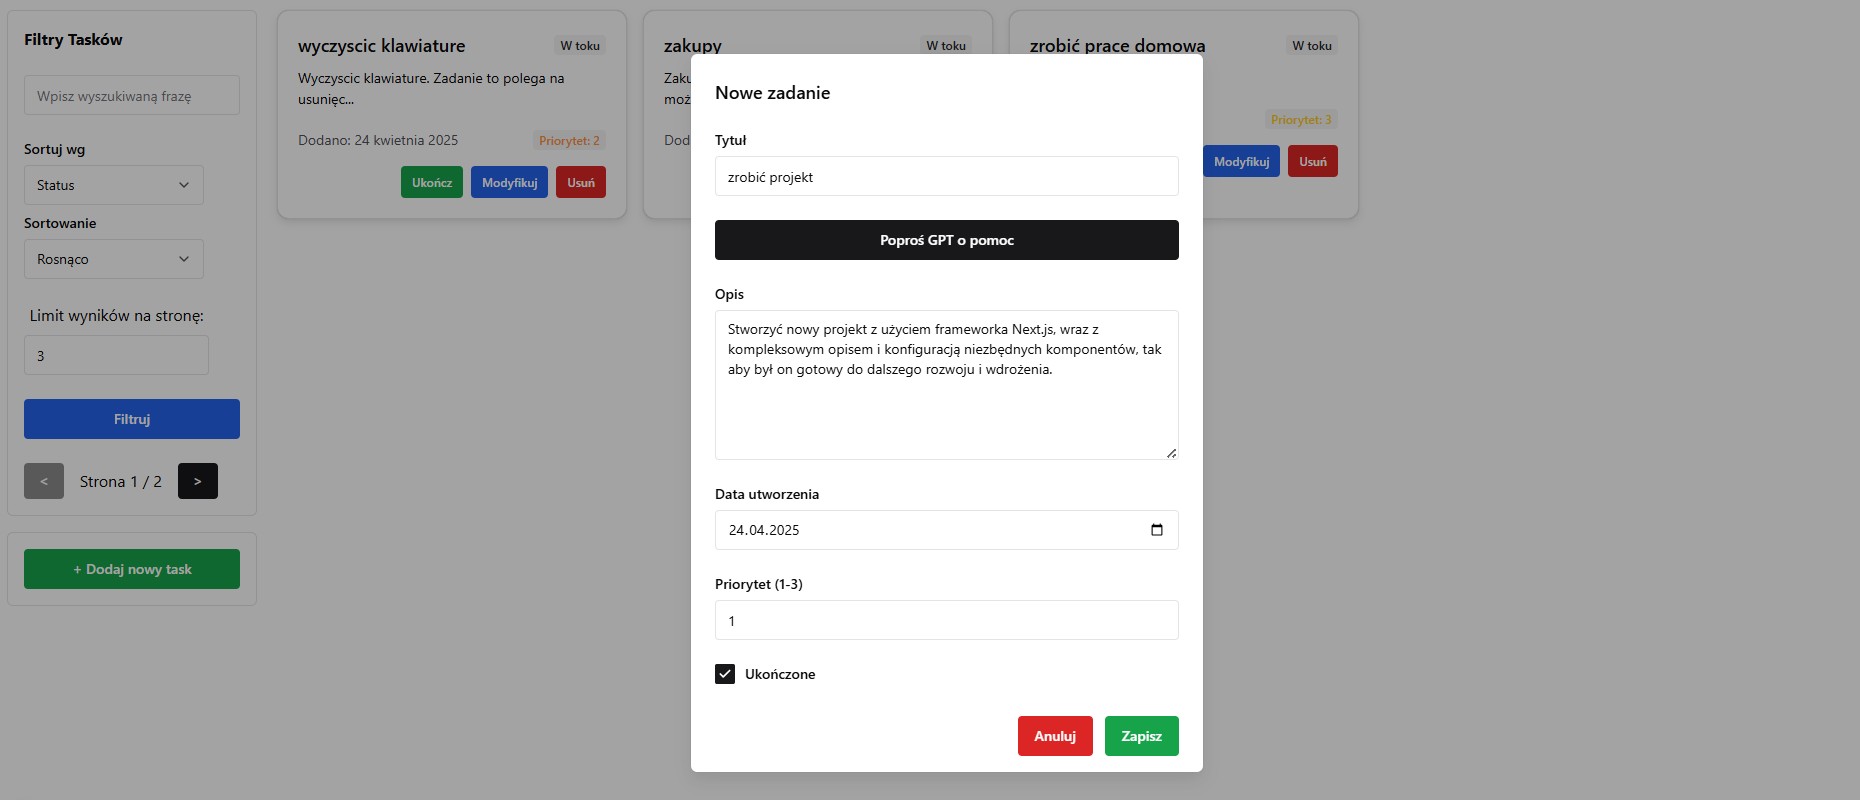 Filtry Tasków
Wpisz wyszukiwaną frazę
Sortuj wg
Status
Sortowanie
Rosnąco
Limit wyników na stronę:
3
Filtruj
<
Strona 1 / 2
>
+ Dodaj nowy task
wyczyscic klawiature
W toku
Wyczyscic klawiature. Zadanie to polega na
usunięc...
Dodano: 24 kwietnia 2025
Priorytet: 2
Ukończ
Modyfikuj
Usuń
zakupy
W toku
zrobić prace domowa
W toku
Priorytet: 3
Modyfikuj
Usuń
Nowe zadanie
Tytuł
zrobić projekt
Poproś GPT o pomoc
Opis
Stworzyć nowy projekt z użyciem frameworka Next.js, wraz z
kompleksowym opisem i konfiguracją niezbędnych komponentów, tak
aby był on gotowy do dalszego rozwoju i wdrożenia.
Data utworzenia
24.04.2025
Priorytet (1-3)
1
Ukończone
Anuluj
Zapisz